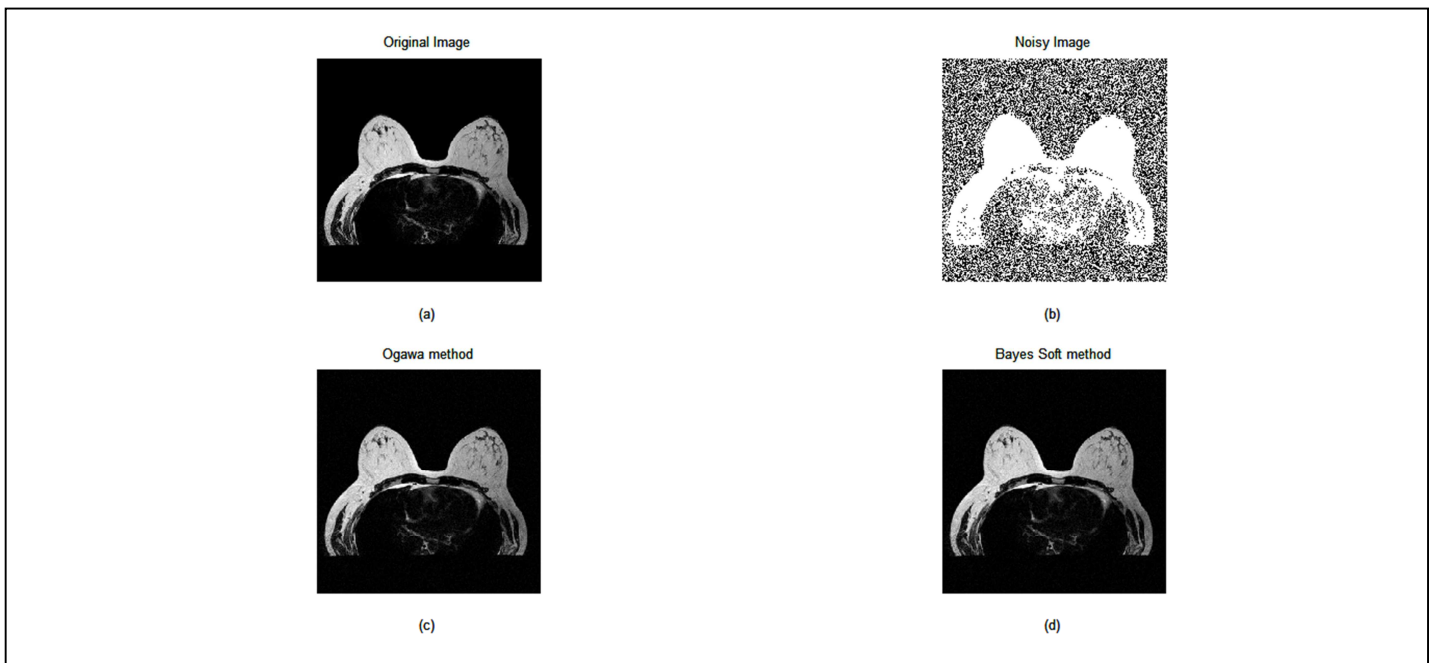 Original Image
Noisy Image
(a)
(b)
Ogawa method
Bayes Soft method
(c)
(d)